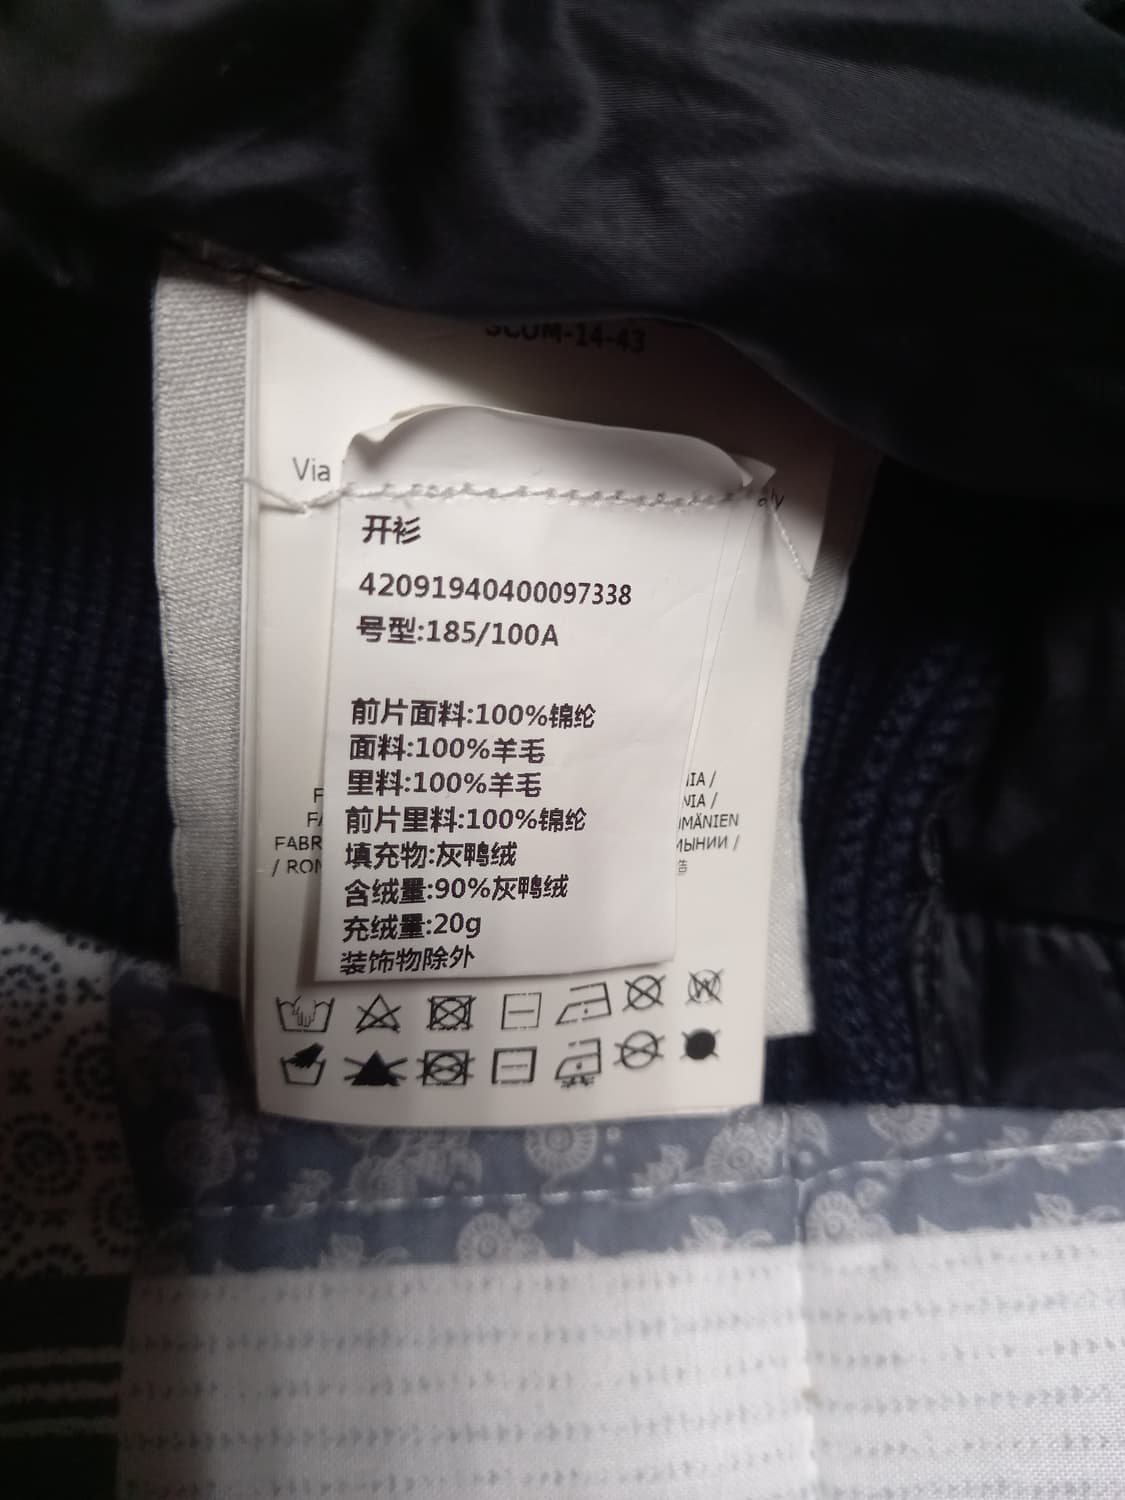 -14-43
Via
开衫
42091940400097338
号型:185/100A
前片面料:100%锦纶
面料:100%羊毛
里料:100%羊毛
前片里料:100%锦纶
填充物:灰鸭绒
含绒量:90%灰鸭绒
充绒量:20g
装饰物除外